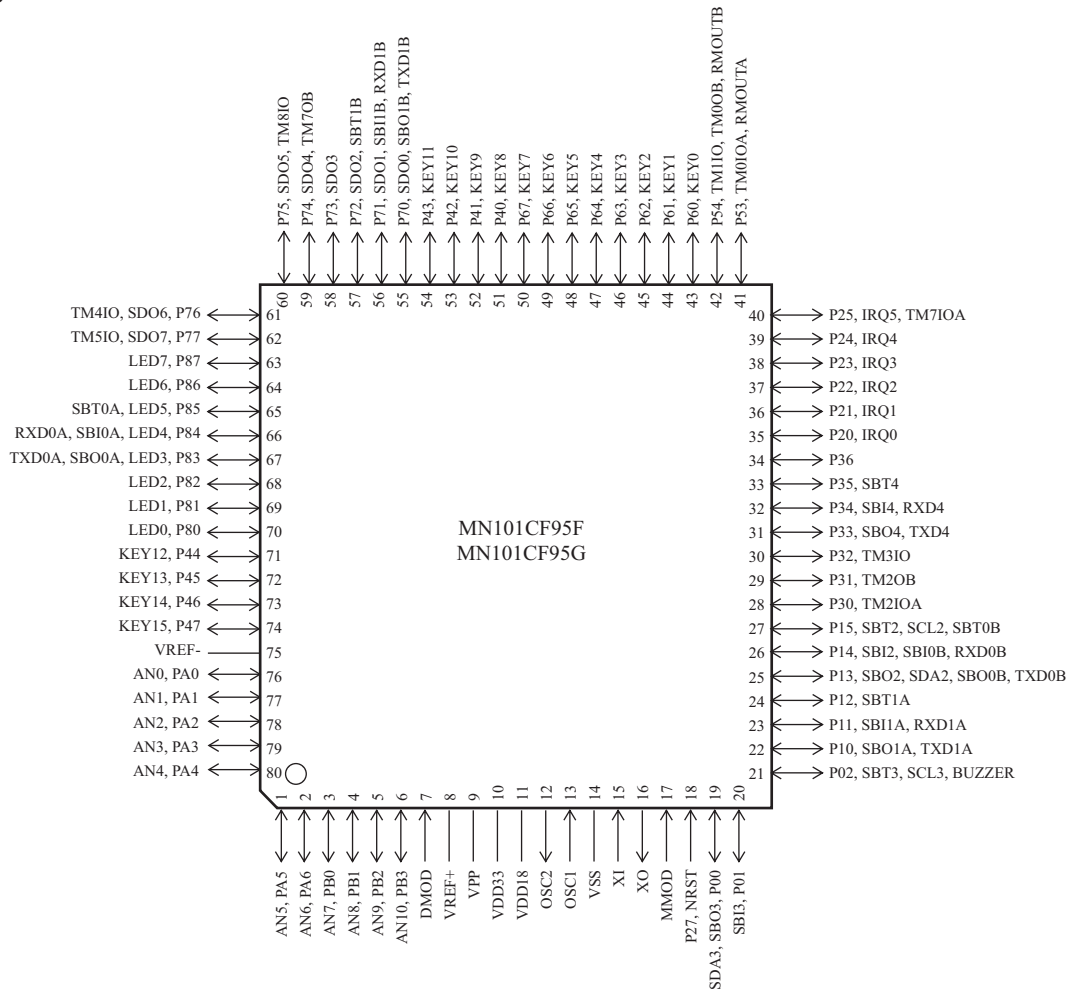 P75, SDO5, TM8IO
P74, SDO4, TM7OB
P73, SDO3
P72, SDO2, SBT1B
P71, SDO1, SBI1B, RXD1B
P70, SDO0, SBO1B, TXD1B
P43, KEY11
P42, KEY10
P41, KEY9
P40, KEY8
P67, KEY7
P66, KEY6
P65, KEY5
P64, KEY4
P63, KEY3
P62, KEY2
P61, KEY1
P60, KEY0
P54, TM1IO, TM0OB, RMOUTB
P53, TM0IOA, RMOUTA
60
59
58
57
56
55
54
53
52
51
50
49
48
47
46
45
44
43
42
41
TM4IO, SDO6, P76 61
TM5IO, SDO7, P77 62
LED7, P87 63
LED6, P86 64
SBT0A, LED5, P85 65
RXD0A, SBI0A, LED4, P84 66
TXD0A, SBO0A, LED3, P83 67
LED2, P82 68
LED1, P81 69
LED0, P80 70
KEY12, P44 71
KEY13, P45 72
KEY14, P46 73
KEY15, P47 74
VREF- 75
AN0, PA0 76
AN1, PA1 77
AN2, PA2 78
AN3, PA3 79
AN4, PA4 80
MN101CF95F
MN101CF95G
40 P25, IRQ5, TM7IOA
39 P24, IRQ4
38 P23, IRQ3
37 P22, IRQ2
36 P21, IRQ1
35 P20, IRQ0
34 P36
33 P35, SBT4
32 P34, SBI4, RXD4
31 P33, SBO4, TXD4
30 P32, TM3IO
29 P31, TM2OB
28 P30, TM2IOA
27 P15, SBT2, SCL2, SBT0B
26 P14, SBI2, SBI0B, RXD0B
25 P13, SBO2, SDA2, SBO0B, TXD0B
24 P12, SBT1A
23 P11, SBI1A, RXD1A
22 P10, SBO1A, TXD1A
21 P02, SBT3, SCL3, BUZZER
1
2
3
4
5
6
7
8
9
10
11
12
13
14
15
16
17
18
19
20
AN5, PA5
AN6, PA6
AN7, PB0
AN8, PB1
AN9, PB2
AN10, PB3
DMOD
VREF+
VPP
VDD33
VDD18
OSC2
OSC1
VSS
XI
XO
MMOD
P27, NRST
SDA3, SBO3, P00
SBI3, P01